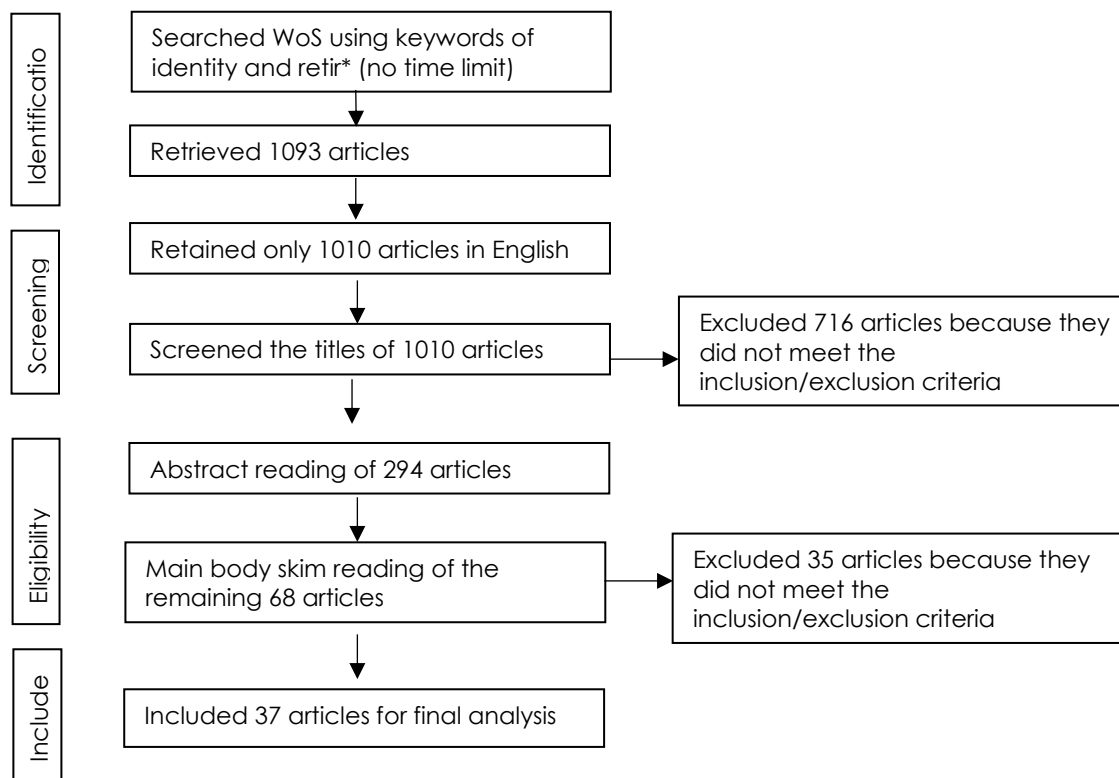 Identificatio
Searched WoS using keywords of
identity and retir* (no time limit)
Retrieved 1093 articles
Screening
Retained only 1010 articles in English
Screened the titles of 1010 articles
Excluded 716 articles because they
did not meet the
inclusion/exclusion criteria
Eligibility
Abstract reading of 294 articles
Main body skim reading of the
remaining 68 articles
Excluded 35 articles because they
did not meet the
inclusion/exclusion criteria
Include
Included 37 articles for final analysis